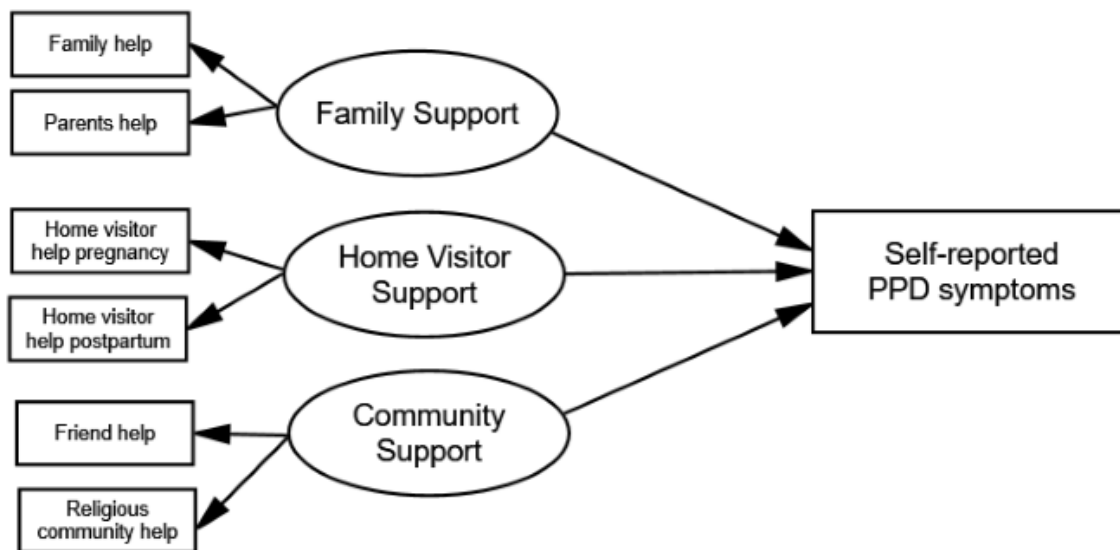 Family help
Parents help
Family Support
Home visitor
help pregnancy
Home visitor
help postpartum
Home Visitor
Support
Friend help
Religious
community help
Community
Support
Self-reported
PPD symptoms